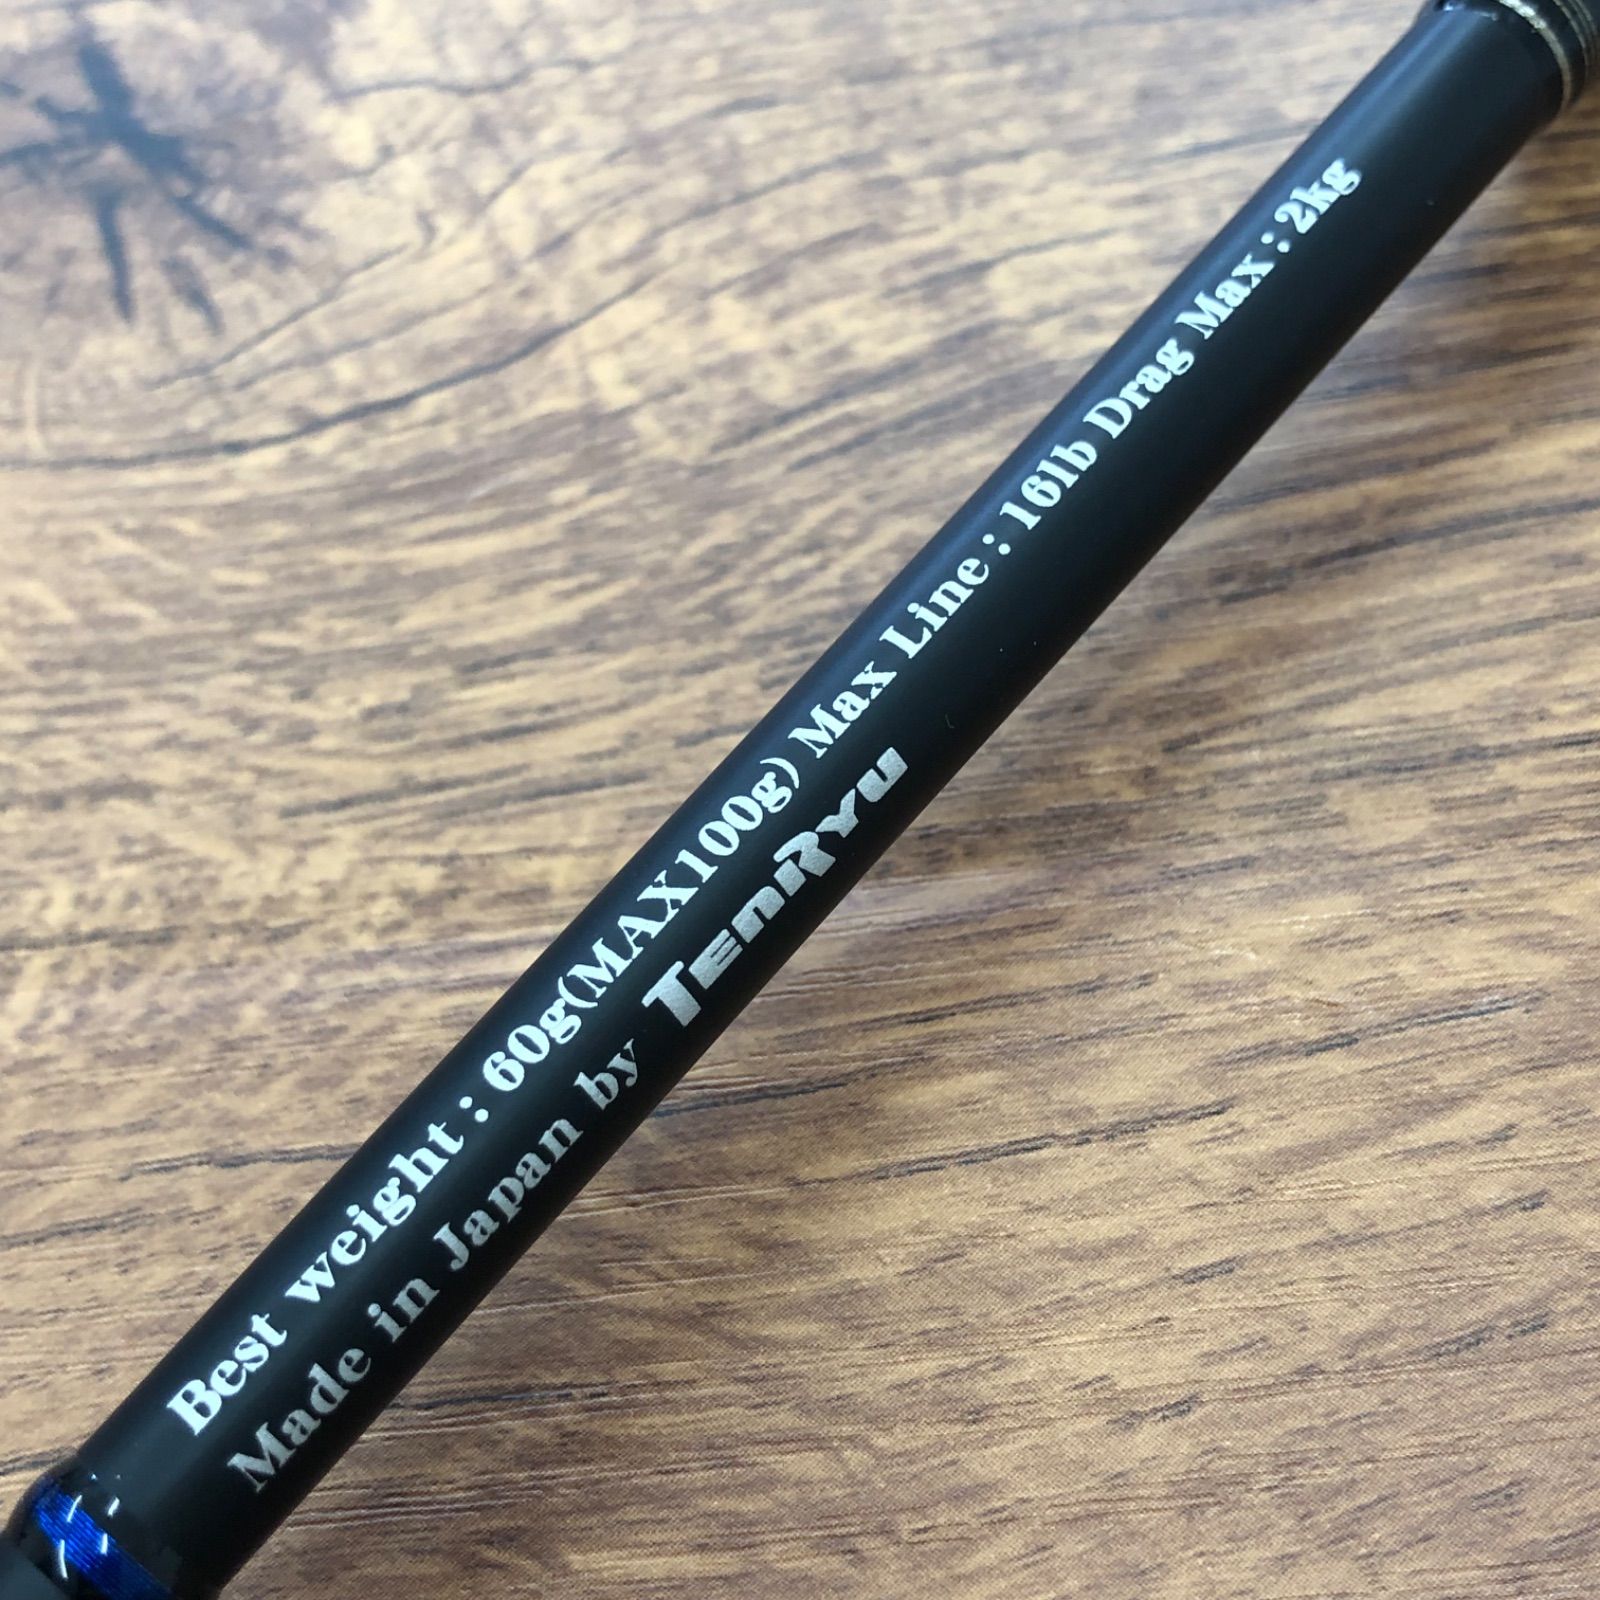 Best weight : 60g(MAX100g) Max Line : 16lb Drag Max : 2kg
Made in Japan by TENRYU